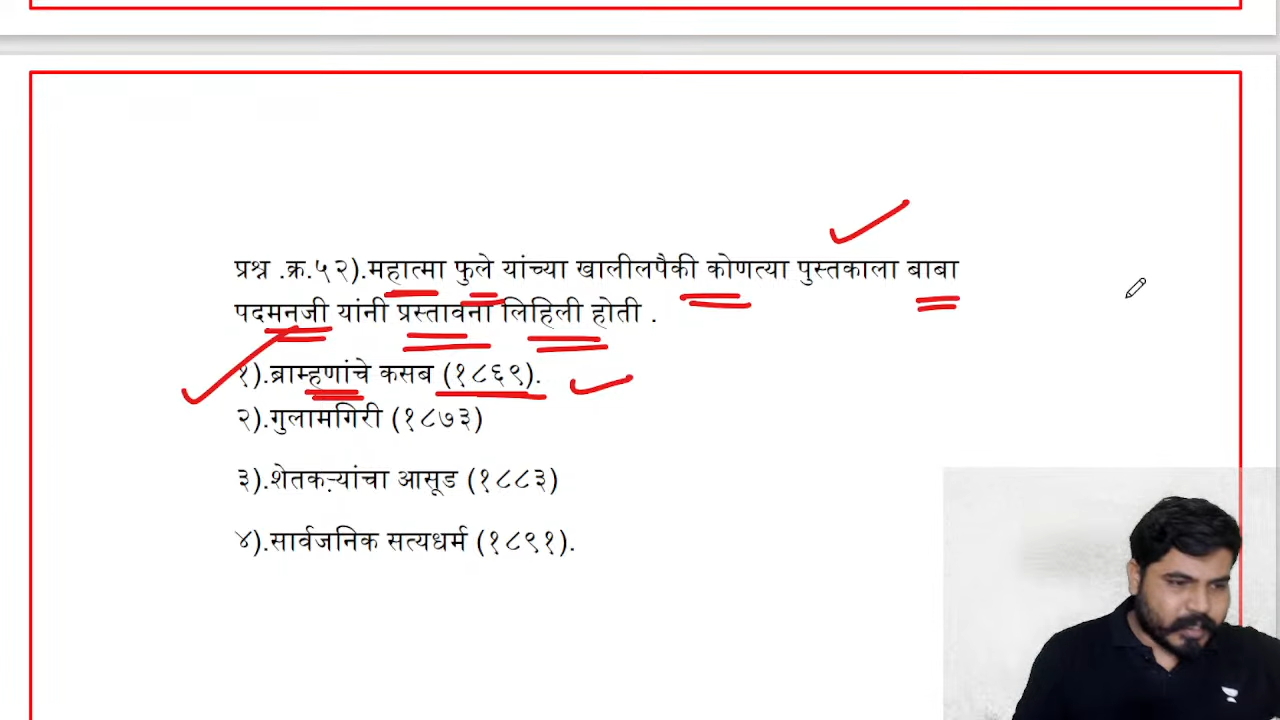 प्रश्न .क्र.५२).महात्मा फुले यांच्या खालीलपैकी कोणत्या पुस्तकाला बाबा
पदमनजी यांनी प्रस्तावना लिहिली होती .
१).ब्राम्हणांचे कसब (१८६९).
२).गुलामगिरी (१८७३)
३).शेतकऱ्यांचा आसूड (१८८३)
४).सार्वजनिक सत्यधर्म (१८९१).